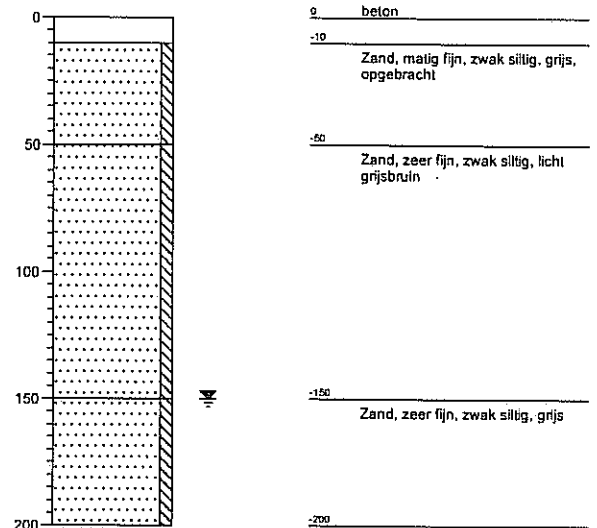 0
50
100
150
200
0 beton
-10
Zand, matig fijn, zwak siltig, grijs,
opgebracht
-50
Zand, zeer fijn, zwak siltig, licht
grijsbruin
-150
Zand, zeer fijn, zwak siltig, grijs
-200